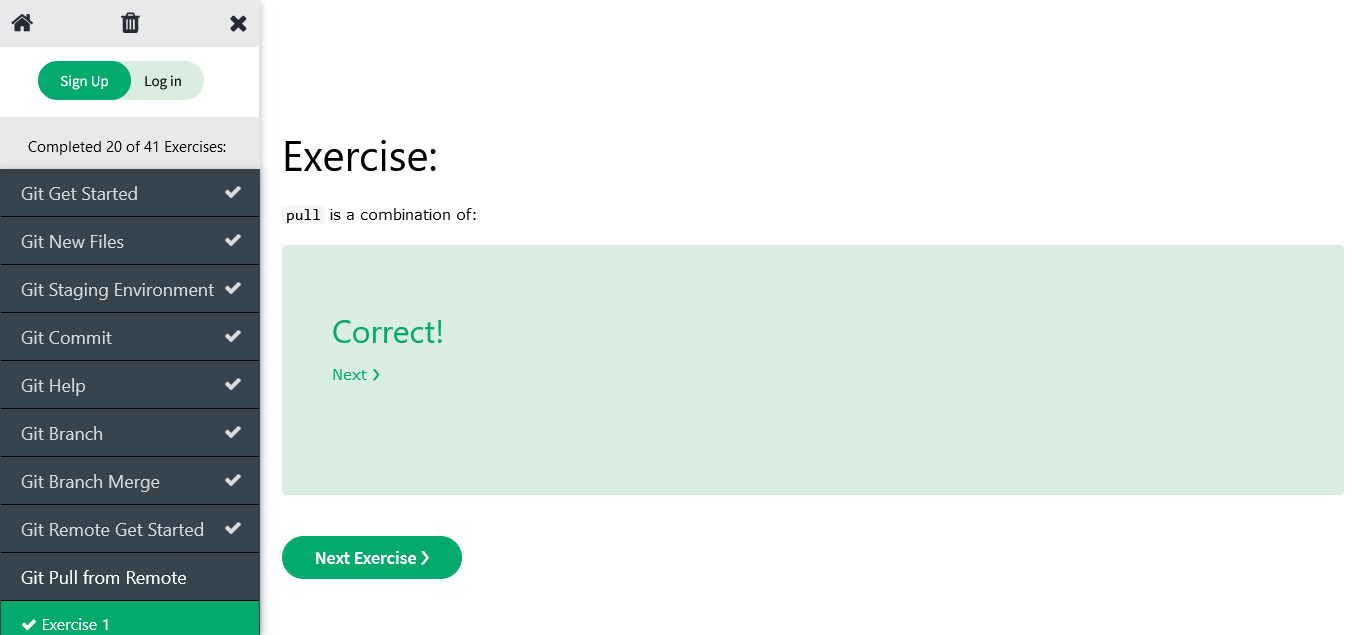 Sign Up
Log in
Completed 20 of 41 Exercises:
Git Get Started
Git New Files
Git Staging Environment
Git Commit
Git Help
Git Branch
Git Branch Merge
Git Remote Get Started
Git Pull from Remote
Exercise 1
Exercise:
pull is a combination of:
Correct!
Next ❯
Next Exercise ❯